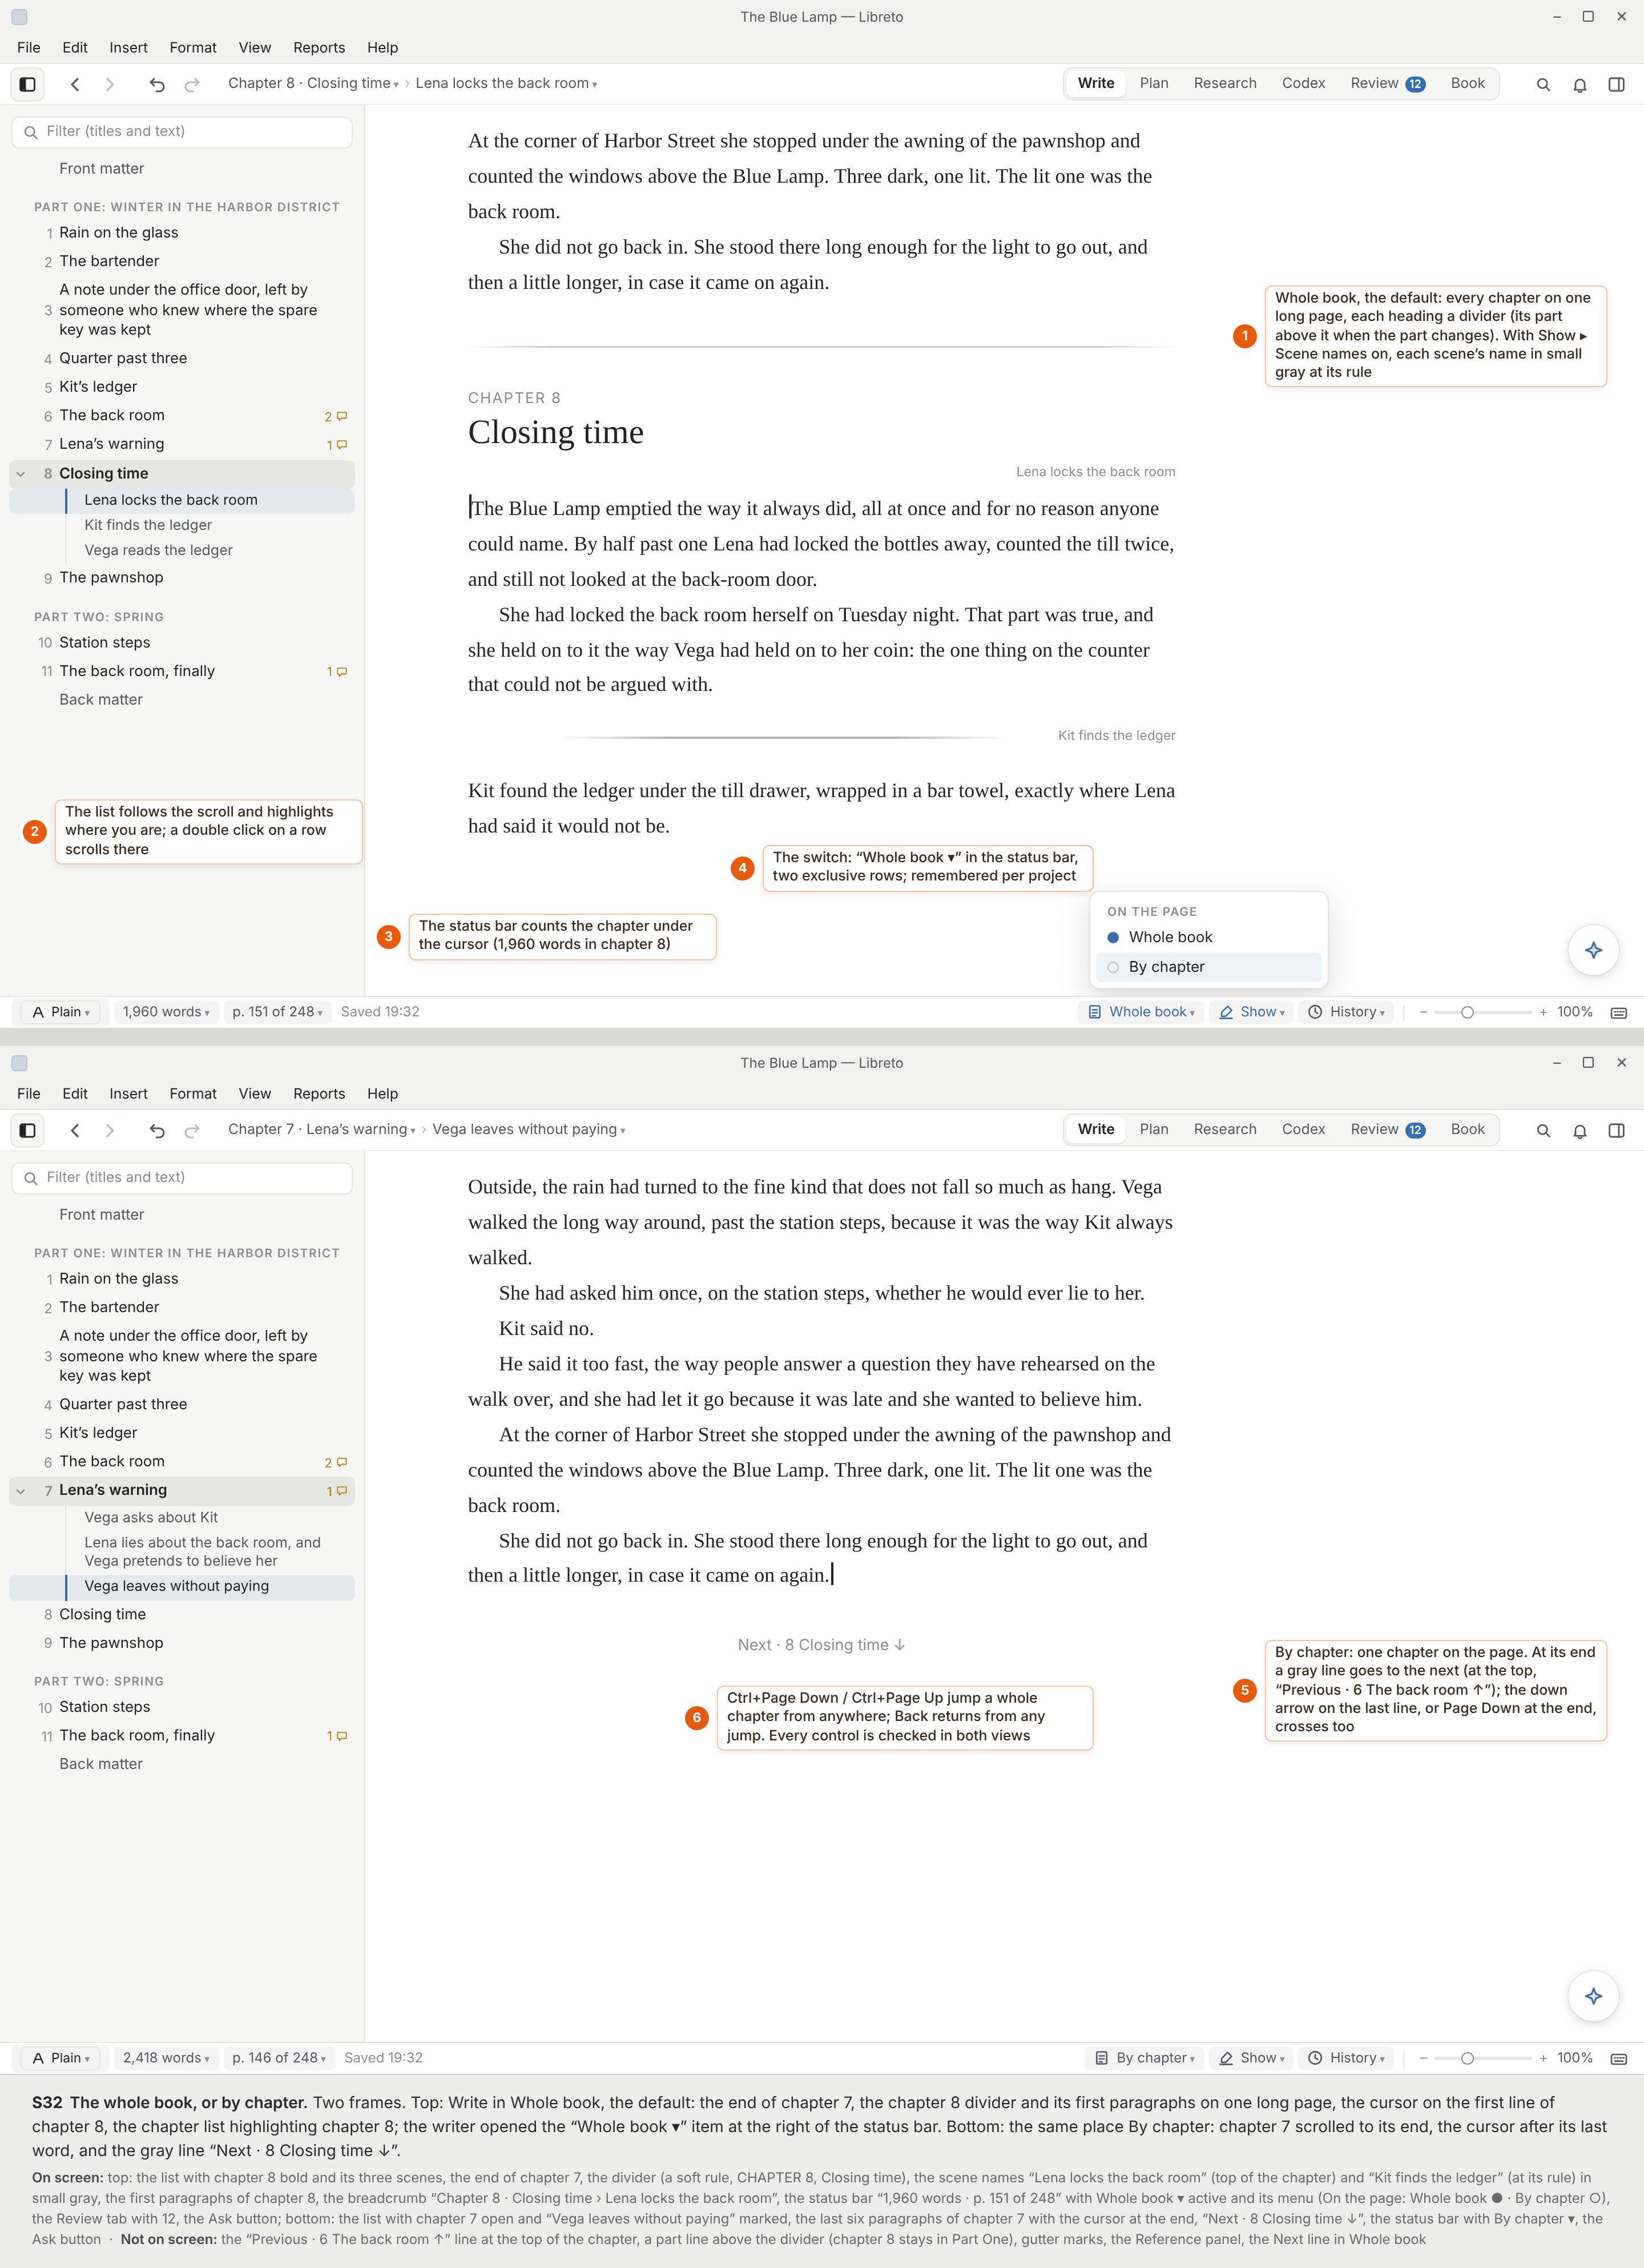 The Blue Lamp — Libreto
File Edit Insert Format View Reports Help
Chapter 8 · Closing time ▾ › Lena locks the back room ▾
Write Plan Research Codex Review 12 Book
Filter (titles and text)
Front matter
PART ONE: WINTER IN THE HARBOR DISTRICT
1 Rain on the glass
2 The bartender
A note under the office door, left by
3 someone who knew where the spare
key was kept
4 Quarter past three
5 Kit’s ledger
6 The back room 2
7 Lena’s warning 1
8 Closing time
Lena locks the back room
Kit finds the ledger
Vega reads the ledger
9 The pawnshop
PART TWO: SPRING
10 Station steps
11 The back room, finally 1
Back matter
2 The list follows the scroll and highlights
where you are; a double click on a row
scrolls there
At the corner of Harbor Street she stopped under the awning of the pawnshop and
counted the windows above the Blue Lamp. Three dark, one lit. The lit one was the
back room.
She did not go back in. She stood there long enough for the light to go out, and
then a little longer, in case it came on again.
Whole book, the default: every chapter on one
long page, each heading a divider (its part
1 above it when the part changes). With Show ▸
Scene names on, each scene’s name in small
gray at its rule
CHAPTER 8
Closing time
Lena locks the back room
The Blue Lamp emptied the way it always did, all at once and for no reason anyone
could name. By half past one Lena had locked the bottles away, counted the till twice,
and still not looked at the back-room door.
She had locked the back room herself on Tuesday night. That part was true, and
she held on to it the way Vega had held on to her coin: the one thing on the counter
that could not be argued with.
Kit finds the ledger
Kit found the ledger under the till drawer, wrapped in a bar towel, exactly where Lena
had said it would not be.
4 The switch: “Whole book ▾” in the status bar,
two exclusive rows; remembered per project
3 The status bar counts the chapter under
the cursor (1,960 words in chapter 8)
ON THE PAGE
Whole book
By chapter
A Plain ▾ 1,960 words ▾ p. 151 of 248 ▾ Saved 19:32 Whole book ▾ Show ▾ History ▾ − + 100%
The Blue Lamp — Libreto
File Edit Insert Format View Reports Help
Chapter 7 · Lena’s warning ▾ › Vega leaves without paying ▾
Write Plan Research Codex Review 12 Book
Filter (titles and text)
Front matter
PART ONE: WINTER IN THE HARBOR DISTRICT
1 Rain on the glass
2 The bartender
A note under the office door, left by
3 someone who knew where the spare
key was kept
4 Quarter past three
5 Kit’s ledger
6 The back room 2
7 Lena’s warning 1
Vega asks about Kit
Lena lies about the back room, and
Vega pretends to believe her
Vega leaves without paying
8 Closing time
9 The pawnshop
PART TWO: SPRING
10 Station steps
11 The back room, finally 1
Back matter
Outside, the rain had turned to the fine kind that does not fall so much as hang. Vega
walked the long way around, past the station steps, because it was the way Kit always
walked.
She had asked him once, on the station steps, whether he would ever lie to her.
Kit said no.
He said it too fast, the way people answer a question they have rehearsed on the
walk over, and she had let it go because it was late and she wanted to believe him.
At the corner of Harbor Street she stopped under the awning of the pawnshop and
counted the windows above the Blue Lamp. Three dark, one lit. The lit one was the
back room.
She did not go back in. She stood there long enough for the light to go out, and
then a little longer, in case it came on again.
Next · 8 Closing time ↓
By chapter: one chapter on the page. At its end
a gray line goes to the next (at the top,
5 “Previous · 6 The back room ↑”); the down
arrow on the last line, or Page Down at the end,
crosses too
Ctrl+Page Down / Ctrl+Page Up jump a whole
6 chapter from anywhere; Back returns from any
jump. Every control is checked in both views
A Plain ▾ 2,418 words ▾ p. 146 of 248 ▾ Saved 19:32 By chapter ▾ Show ▾ History ▾ − + 100%
S32 The whole book, or by chapter. Two frames. Top: Write in Whole book, the default: the end of chapter 7, the chapter 8 divider and its first paragraphs on one long page, the cursor on the first line of
chapter 8, the chapter list highlighting chapter 8; the writer opened the “Whole book ▾” item at the right of the status bar. Bottom: the same place By chapter: chapter 7 scrolled to its end, the cursor after its last
word, and the gray line “Next · 8 Closing time ↓”.
On screen: top: the list with chapter 8 bold and its three scenes, the end of chapter 7, the divider (a soft rule, CHAPTER 8, Closing time), the scene names “Lena locks the back room” (top of the chapter) and “Kit finds the ledger” (at its rule) in
small gray, the first paragraphs of chapter 8, the breadcrumb “Chapter 8 · Closing time › Lena locks the back room”, the status bar “1,960 words · p. 151 of 248” with Whole book ▾ active and its menu (On the page: Whole book ● · By chapter ○),
the Review tab with 12, the Ask button; bottom: the list with chapter 7 open and “Vega leaves without paying” marked, the last six paragraphs of chapter 7 with the cursor at the end, “Next · 8 Closing time ↓”, the status bar with By chapter ▾, the
Ask button · Not on screen: the “Previous · 6 The back room ↑” line at the top of the chapter, a part line above the divider (chapter 8 stays in Part One), gutter marks, the Reference panel, the Next line in Whole book